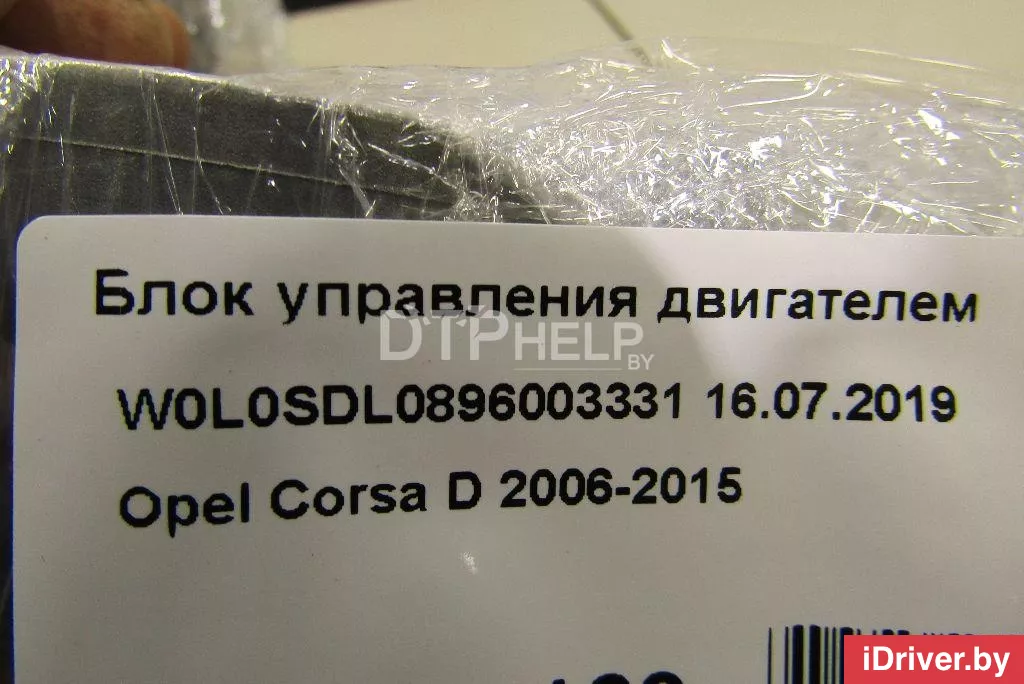 Блок управления двигателем
DTPHELP.BY
W0L0SDL0896003331 16.07.2019
Opel Corsa D 2006-2015
iDriver.by